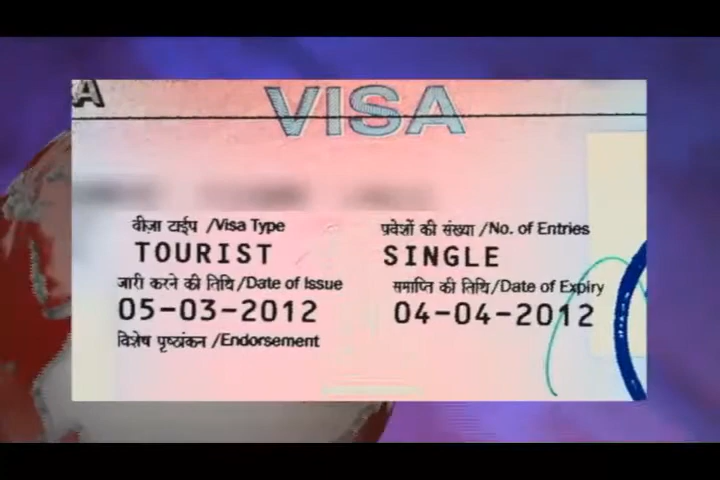 A
VISA
वीज़ा टाईप /Visa Type
TOURIST
प्रवेशों की संख्या /No. of Entries
SINGLE
जारी करने की तिथि/Date of Issue
05-03-2012
समाप्ति की तिथि/Date of Expiry
04-04-2012
विशेष पृष्ठांकन /Endorsement